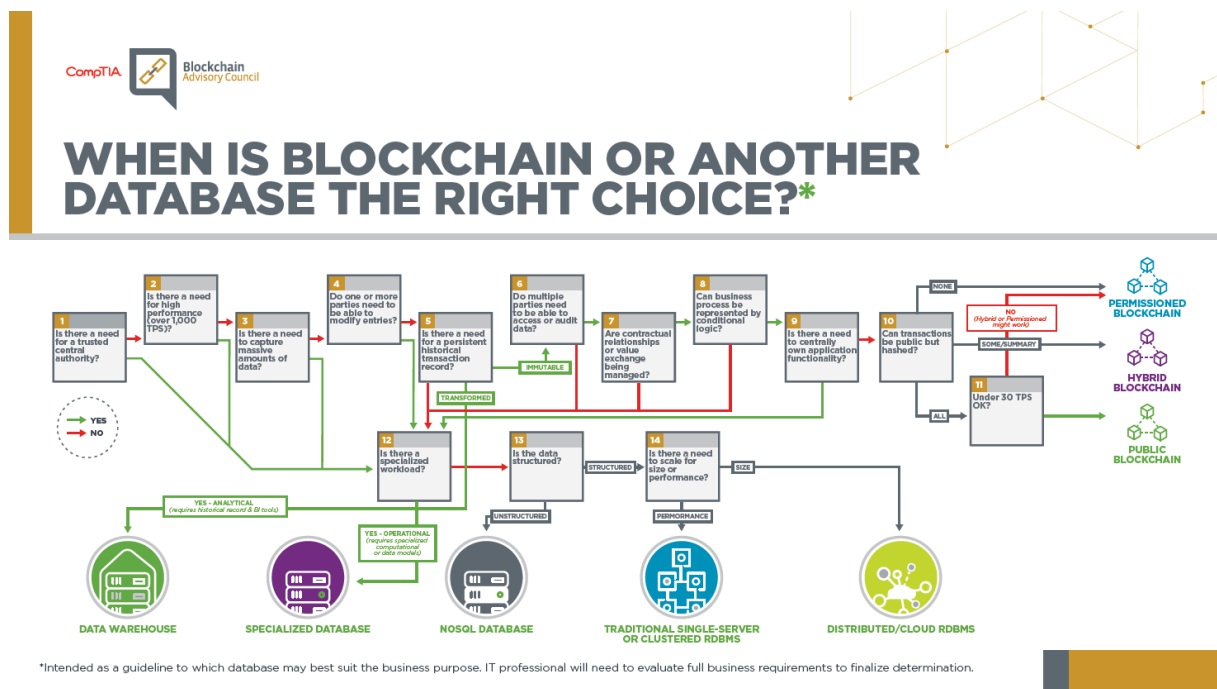 CompTIA
Blockchain
Advisory Council
WHEN IS BLOCKCHAIN OR ANOTHER
DATABASE THE RIGHT CHOICE?*
1
Is there a need
for a trusted
central
authority?
2
Is there a need
for high
performance
(over 1,000
TPS)?
3
Is there a need
to capture
massive
amounts of
data?
4
Do one or more
parties need to
be able to
modify entries?
5
Is there a need
for a persistent
historical
transaction
record?
6
Do multiple
parties need
to be able to
access or audit
data?
7
Are contractual
relationships
or value
exchange
being
managed?
8
Can business
process be
represented by
conditional
logic?
9
Is there a need
to centrally
own application
functionality?
10
Can transactions
be public but
hashed?
11
Under 30 TPS
OK?
NONE
NO
(Hybrid or Permissioned
might work)
SOME/SUMMARY
ALL
PERMISSIONED
BLOCKCHAIN
HYBRID
BLOCKCHAIN
PUBLIC
BLOCKCHAIN
YES
NO
IMMUTABLE
TRANSFORMED
12
Is there a
specialized
workload?
13
Is the data
structured?
14
Is there a need
to scale for
size or
performance?
STRUCTURED
SIZE
YES - ANALYTICAL
(requires historical record & BI tools)
YES - OPERATIONAL
(requires specialized
computational
or data models)
UNSTRUCTURED
PERMORMANCE
DATA WAREHOUSE
SPECIALIZED DATABASE
NOSQL DATABASE
TRADITIONAL SINGLE-SERVER
OR CLUSTERED RDBMS
DISTRIBUTED/CLOUD RDBMS
*Intended as a guideline to which database may best suit the business purpose. IT professional will need to evaluate full business requirements to finalize determination.